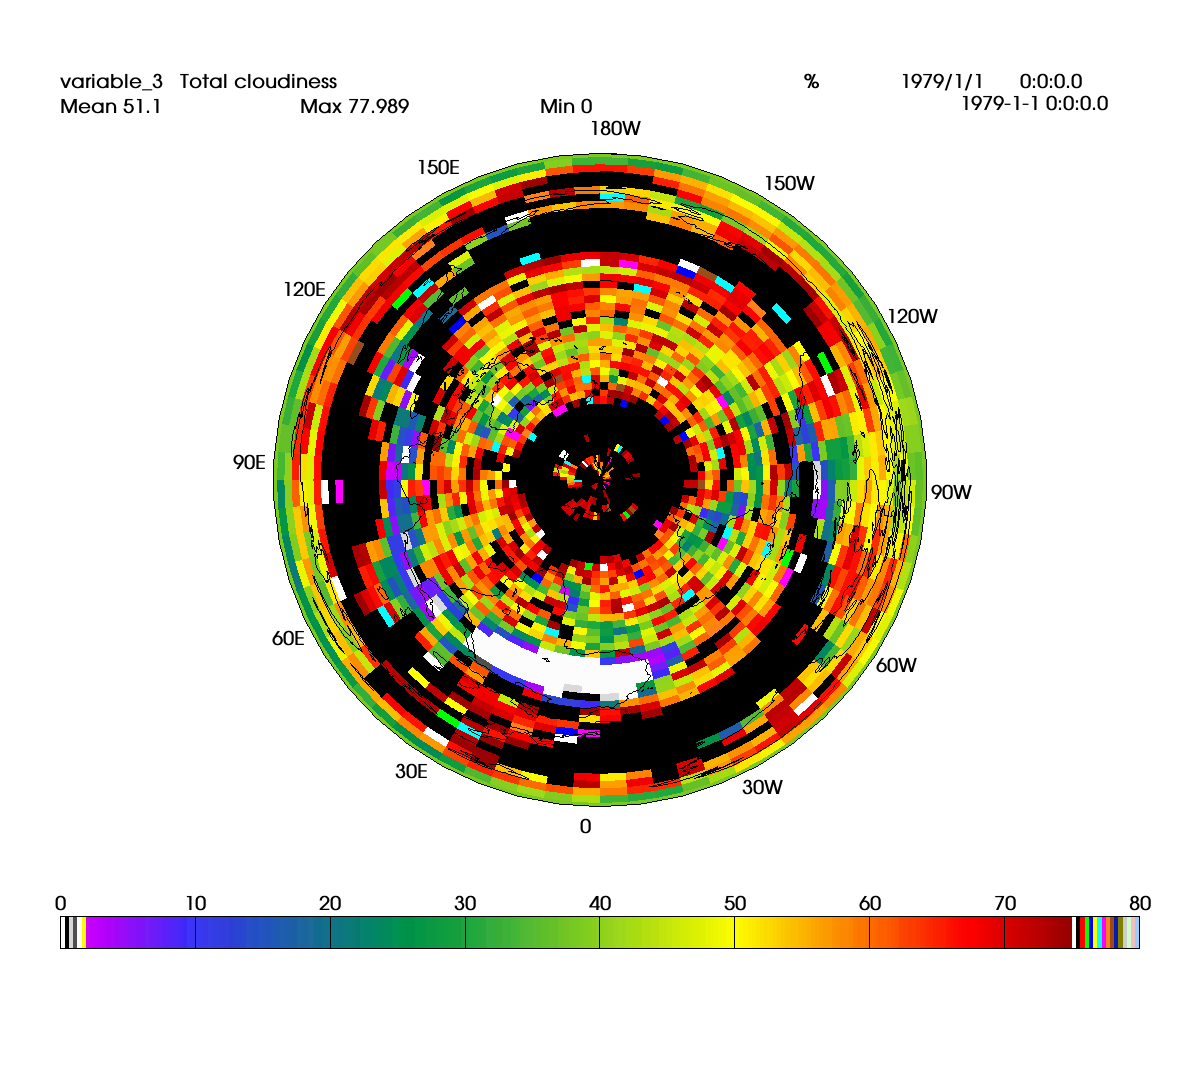 variable_3 Total cloudiness % 1979/1/1 0:0:0.0
Mean 51.1 Max 77.989 Min 0 1979-1-1 0:0:0.0
180W
150E 150W
120E 120W
90E 90W
60E 60W
30E 30W
0
0 10 20 30 40 50 60 70 80